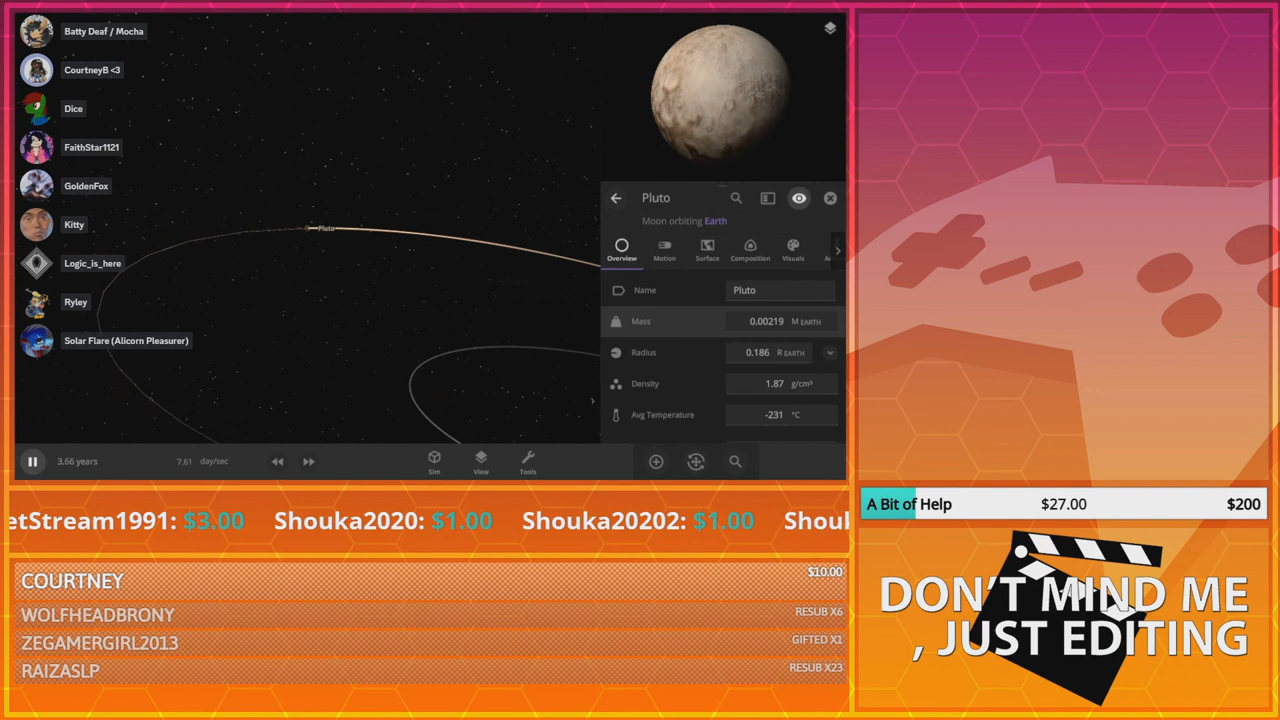 Batty Deaf / Mocha
CourtneyB <3
Dice
FaithStar1121
GoldenFox
Kitty
Logic_is_here
Ryley
Solar Flare (Alicorn Pleasurer)
Pluto
Pluto
Moon orbiting Earth
Overview Motion Surface Composition Visuals
Name Pluto
Mass 0.00219 M EARTH
Radius 0.186 R EARTH
Density 1.87 g/cm³
Avg Temperature -231 °C
3.66 years 7.61 day/sec Sim View Tools
etStream1991: $3.00 Shouka2020: $1.00 Shouka20202: $1.00 Shouk
COURTNEY $10.00
WOLFHEADBRONY RESUB X6
ZEGAMERGIRL2013 GIFTED X1
RAIZASLP RESUB X23
A Bit of Help $27.00 $200
DON'T MIND ME
, JUST EDITING